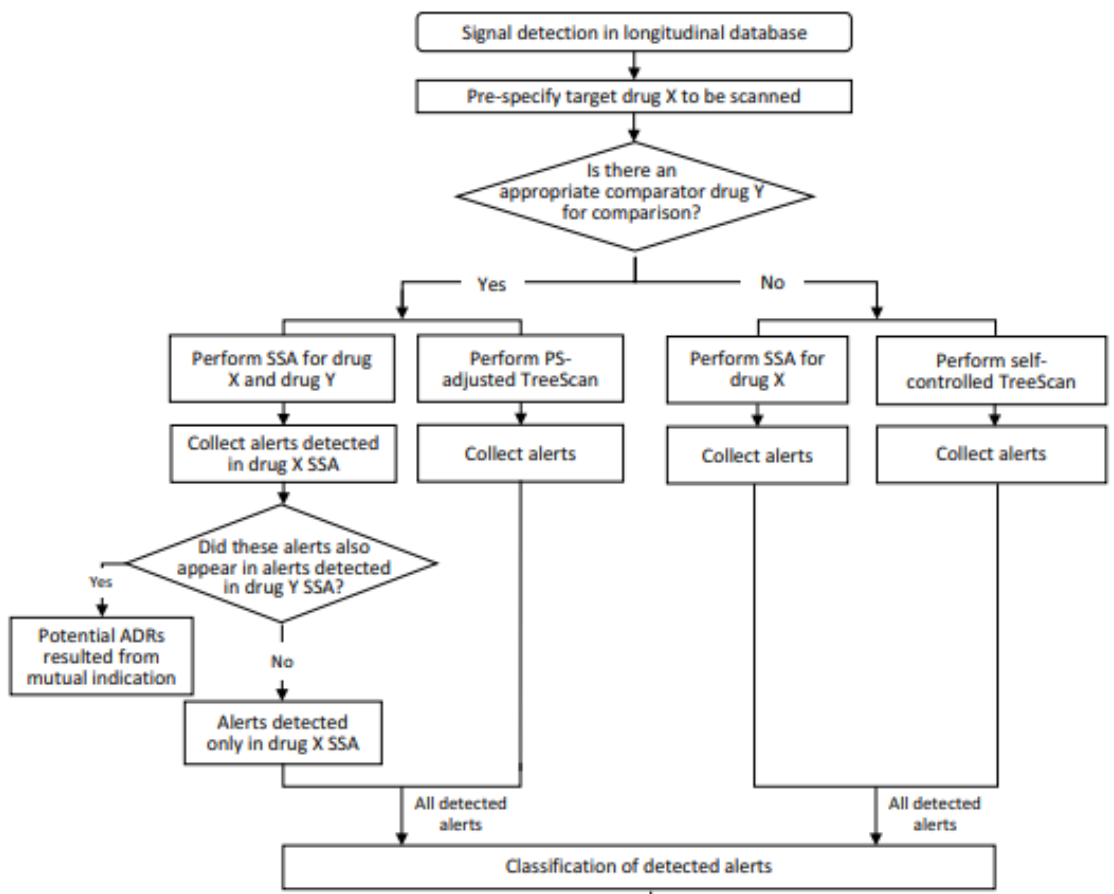 Signal detection in longitudinal database
Pre-specify target drug X to be scanned
Is there an
appropriate comparator drug Y
for comparison?
Yes
No
Perform SSA for drug
X and drug Y
Perform PS-
adjusted TreeScan
Perform SSA for
drug X
Perform self-
controlled TreeScan
Collect alerts detected
in drug X SSA
Collect alerts
Collect alerts
Collect alerts
Did these alerts also
appear in alerts detected
in drug Y SSA?
Yes
Potential ADRs
resulted from
mutual indication
No
Alerts detected
only in drug X SSA
All detected
alerts
All detected
alerts
Classification of detected alerts